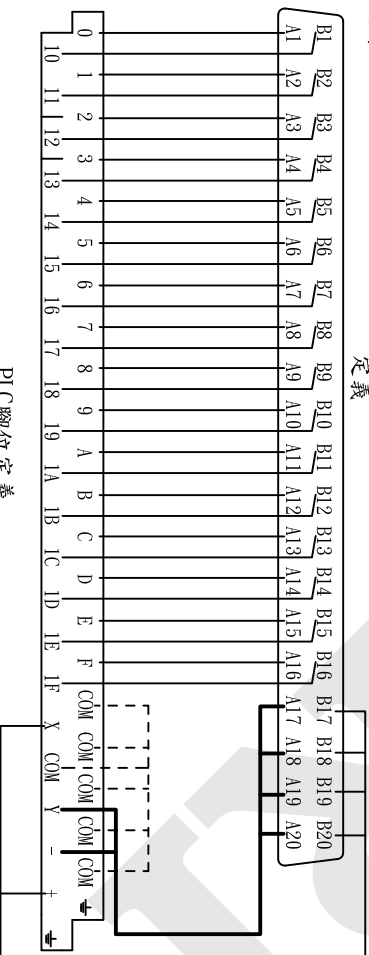 定義
B1 B2 B3 B4 B5 B6 B7 B8 B9 B10 B11 B12 B13 B14 B15 B16 B17 B18 B19 B20
A1 A2 A3 A4 A5 A6 A7 A8 A9 A10 A11 A12 A13 A14 A15 A16 A17 A18 A19 A20
0 1 2 3 4 5 6 7 8 9 A B C D E F COM COM COM COM COM
10 11 12 13 14 15 16 17 18 19 1A 1B 1C 1D 1E 1F X COM Y - +
PLC腳位定義